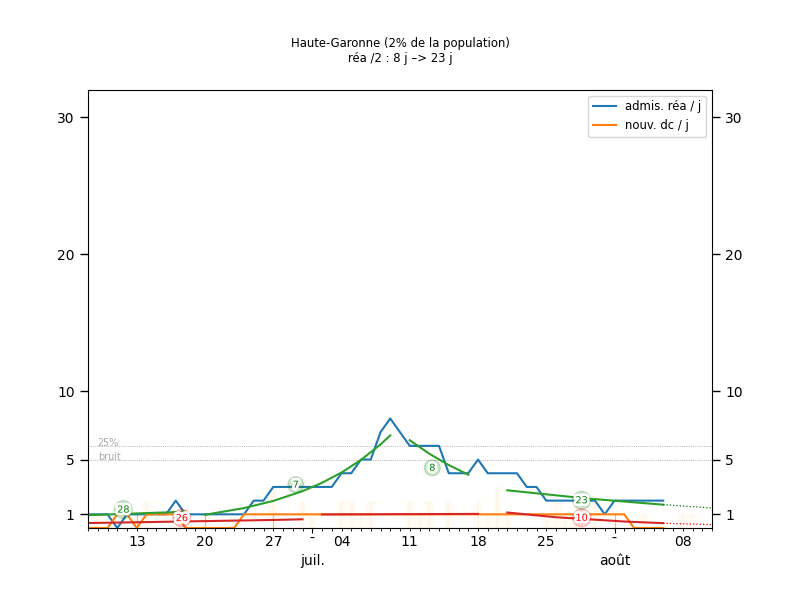 Haute-Garonne (2% de la population)
réa /2 : 8 j –> 23 j
admis. réa / j
nouv. dc / j
30 30
20 20
10 10
25%
5 bruit 5
7
8
23
28
26
10
1 1
13 20 27 - 04 11 18 25 - 08
juil. août